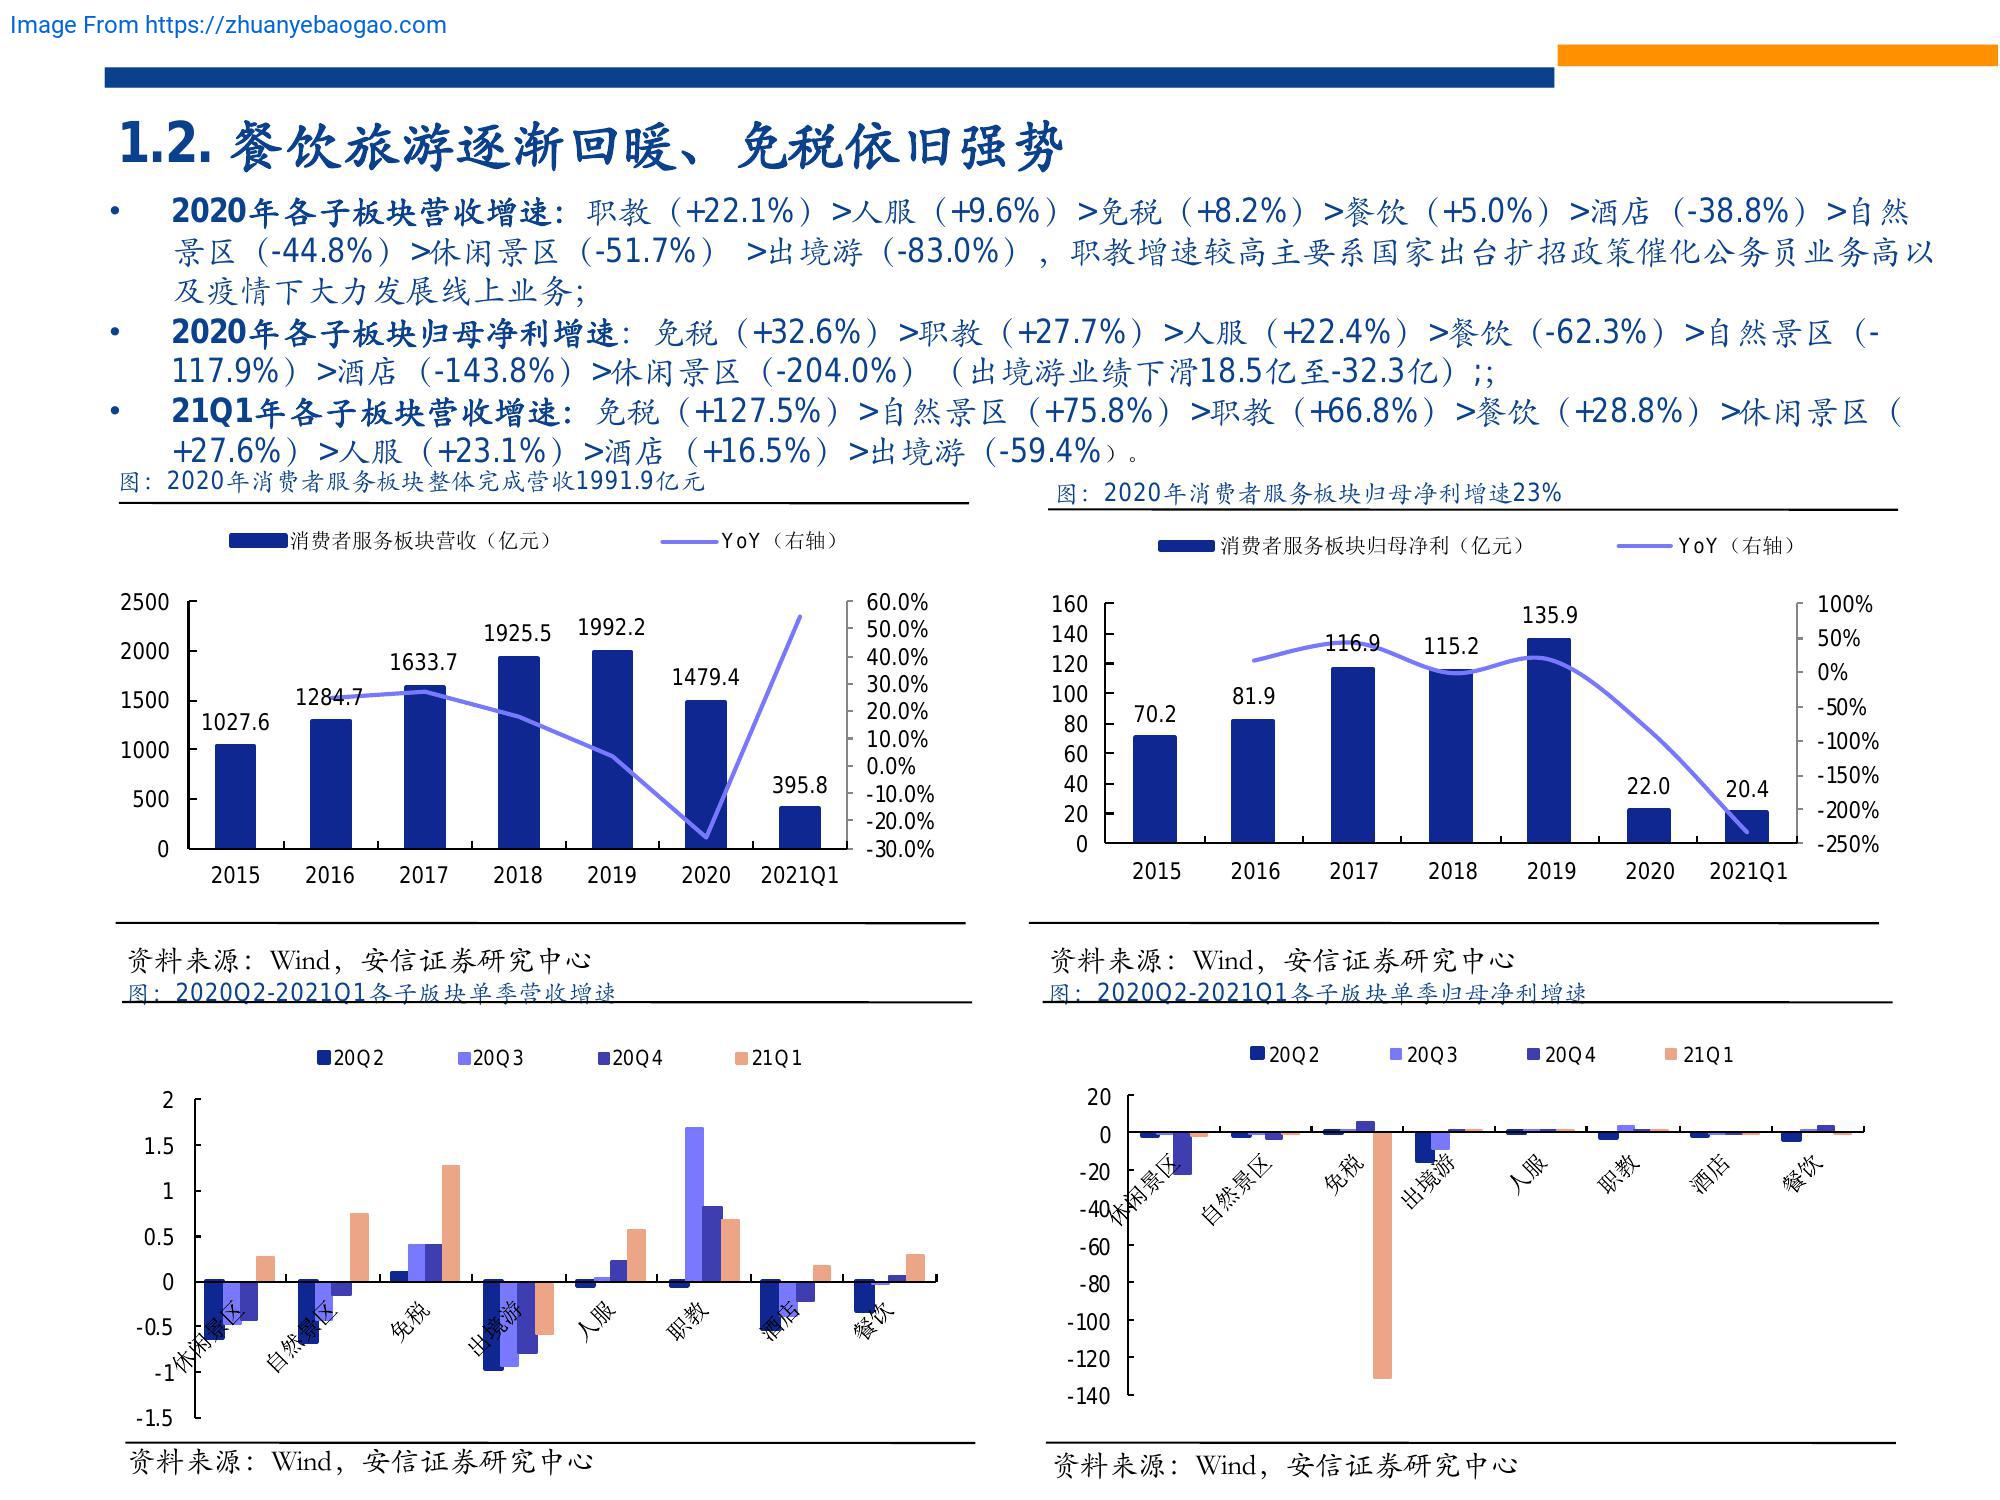 Image From https://zhuanyebaogao.com
1.2. 餐饮旅游逐渐回暖、免税依旧强势
• 2020年各子板块营收增速：职教（+22.1%）>人服（+9.6%）>免税（+8.2%）>餐饮（+5.0%）>酒店（-38.8%）>自然
景区（-44.8%）>休闲景区（-51.7%） >出境游（-83.0%），职教增速较高主要系国家出台扩招政策催化公务员业务高以
及疫情下大力发展线上业务；
• 2020年各子板块归母净利增速：免税（+32.6%）>职教（+27.7%）>人服（+22.4%）>餐饮（-62.3%）>自然景区（-
117.9%）>酒店（-143.8%）>休闲景区（-204.0%）（出境游业绩下滑18.5亿至-32.3亿）;；
• 21Q1年各子板块营收增速：免税（+127.5%）>自然景区（+75.8%）>职教（+66.8%）>餐饮（+28.8%）>休闲景区（
+27.6%）>人服（+23.1%）>酒店（+16.5%）>出境游（-59.4%）。
图：2020年消费者服务板块整体完成营收1991.9亿元
消费者服务板块营收（亿元） YoY（右轴）
2500
2000
1500
1000
500
0
1027.6
1284.7
1633.7
1925.5
1992.2
1479.4
395.8
60.0%
50.0%
40.0%
30.0%
20.0%
10.0%
0.0%
-10.0%
-20.0%
-30.0%
2015 2016 2017 2018 2019 2020 2021Q1
资料来源：Wind，安信证券研究中心
图：2020年消费者服务板块归母净利增速23%
消费者服务板块归母净利（亿元） YoY（右轴）
160
140
120
100
80
60
40
20
0
70.2
81.9
116.9
115.2
135.9
22.0
20.4
100%
50%
0%
-50%
-100%
-150%
-200%
-250%
2015 2016 2017 2018 2019 2020 2021Q1
资料来源：Wind，安信证券研究中心
图：2020Q2-2021Q1各子版块单季营收增速
20Q2 20Q3 20Q4 21Q1
2
1.5
1
0.5
0
-0.5
-1
-1.5
休闲景区 自然景区 免税 出境游 人服 职教 酒店 餐饮
资料来源：Wind，安信证券研究中心
图：2020Q2-2021Q1各子版块单季归母净利增速
20Q2 20Q3 20Q4 21Q1
20
0
-20
-40
-60
-80
-100
-120
-140
休闲景区 自然景区 免税 出境游 人服 职教 酒店 餐饮
资料来源：Wind，安信证券研究中心